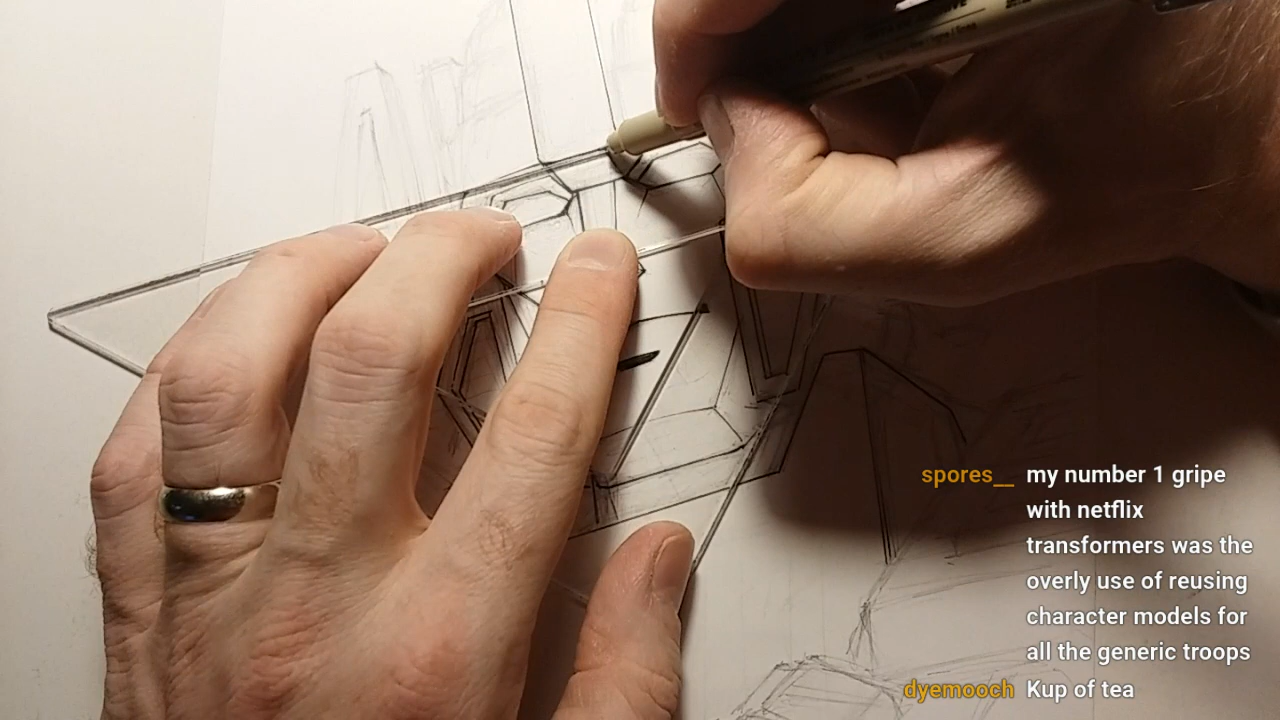 spores__ my number 1 gripe
with netflix
transformers was the
overly use of reusing
character models for
all the generic troops
dyemooch Kup of tea